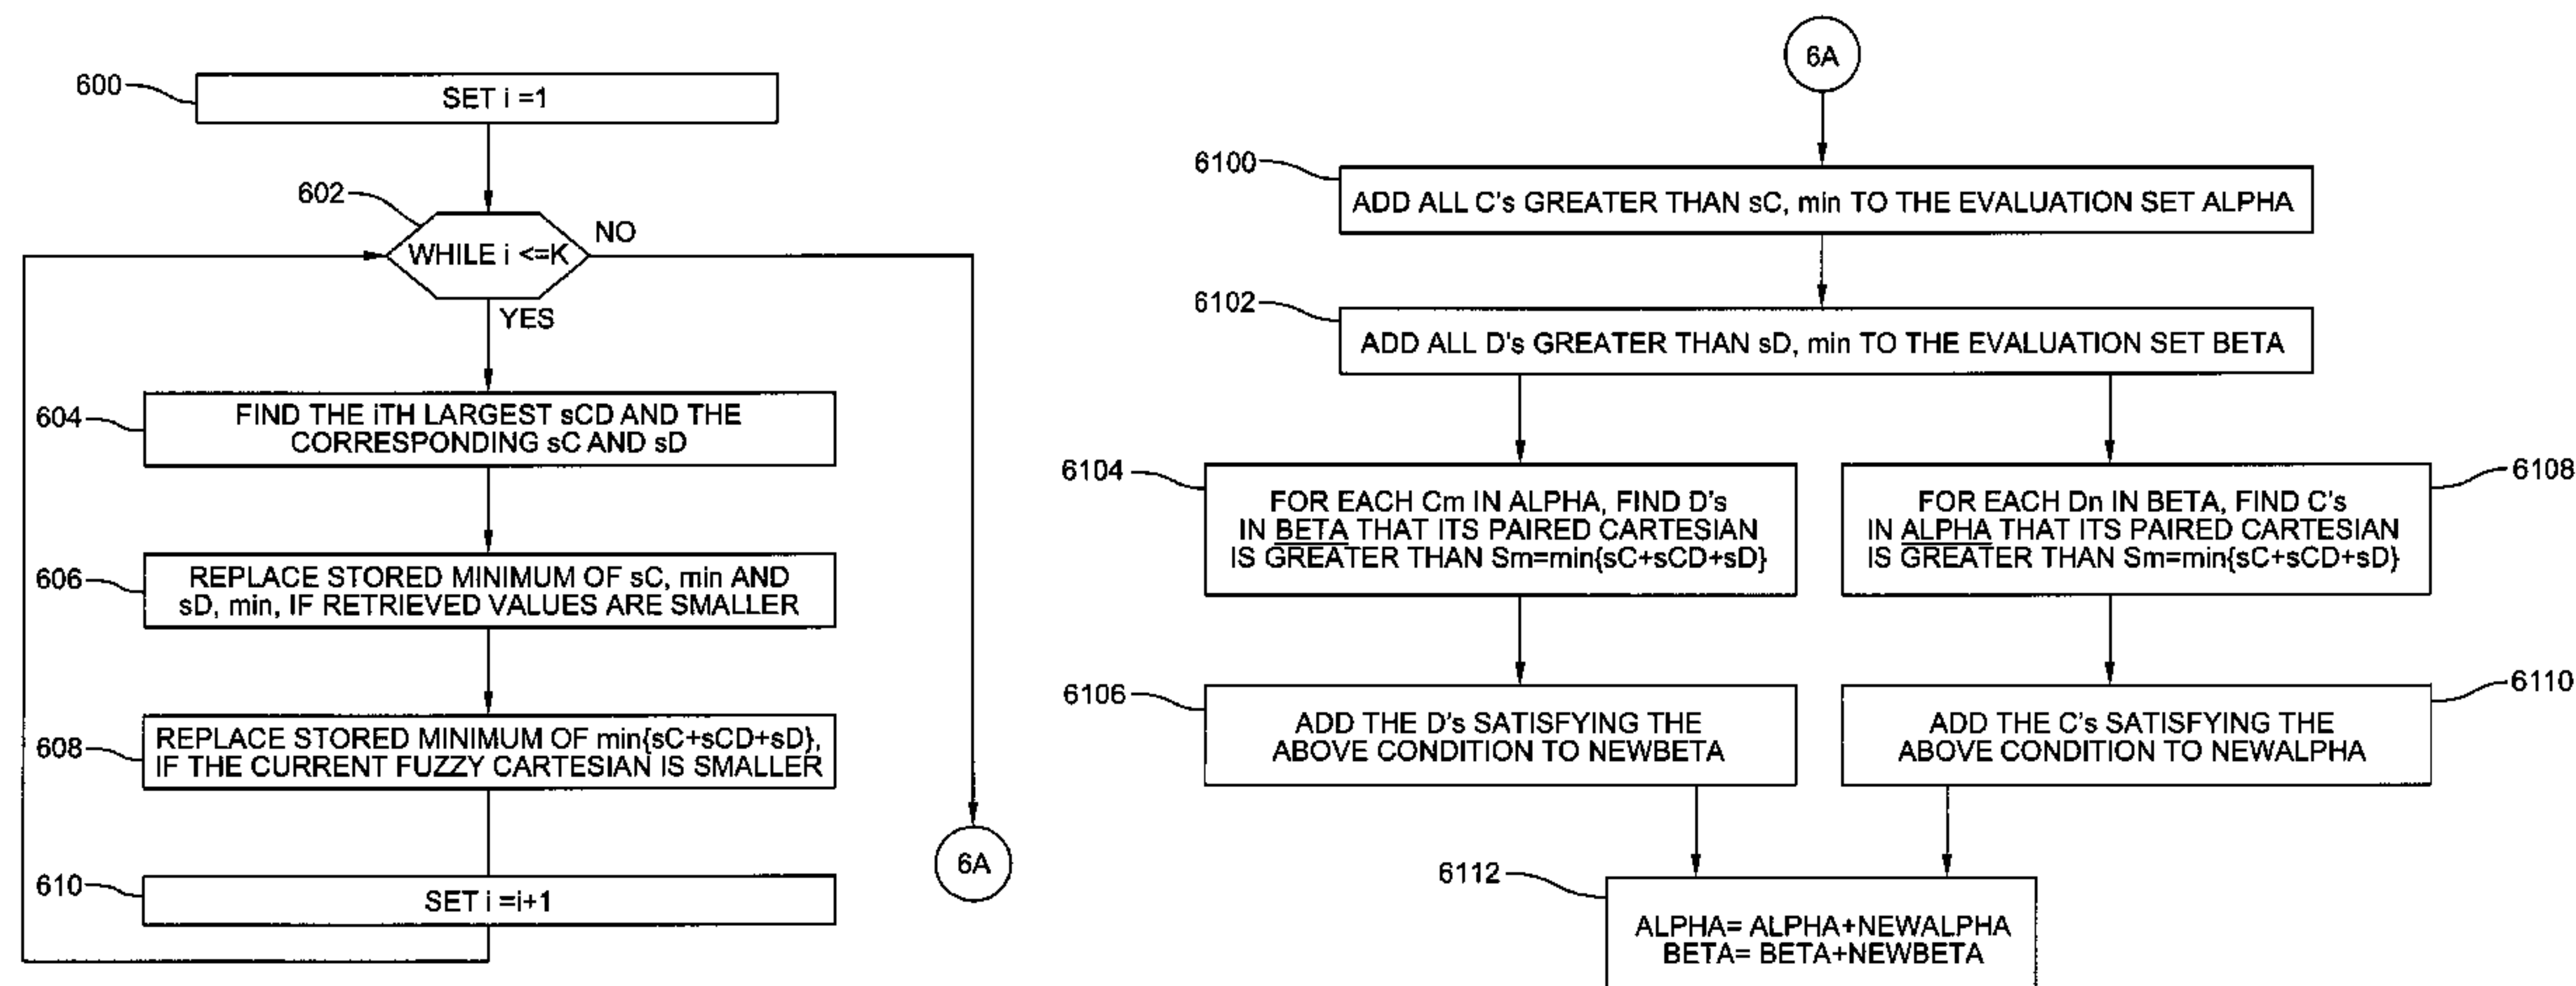 600
SET i =1
602
WHILE i <=K
NO
YES
604
FIND THE iTH LARGEST sCD AND THE
CORRESPONDING sC AND sD
606
REPLACE STORED MINIMUM OF sC, min AND
sD, min, IF RETRIEVED VALUES ARE SMALLER
608
REPLACE STORED MINIMUM OF min{sC+sCD+sD},
IF THE CURRENT FUZZY CARTESIAN IS SMALLER
610
SET i =i+1
6A
6A
6100
ADD ALL C's GREATER THAN sC, min TO THE EVALUATION SET ALPHA
6102
ADD ALL D's GREATER THAN sD, min TO THE EVALUATION SET BETA
6104
FOR EACH Cm IN ALPHA, FIND D's
IN BETA THAT ITS PAIRED CARTESIAN
IS GREATER THAN Sm=min{sC+sCD+sD}
6108
FOR EACH Dn IN BETA, FIND C's
IN ALPHA THAT ITS PAIRED CARTESIAN
IS GREATER THAN Sm=min{sC+sCD+sD}
6106
ADD THE D's SATISFYING THE
ABOVE CONDITION TO NEWBETA
6110
ADD THE C's SATISFYING THE
ABOVE CONDITION TO NEWALPHA
6112
ALPHA= ALPHA+NEWALPHA
BETA= BETA+NEWBETA